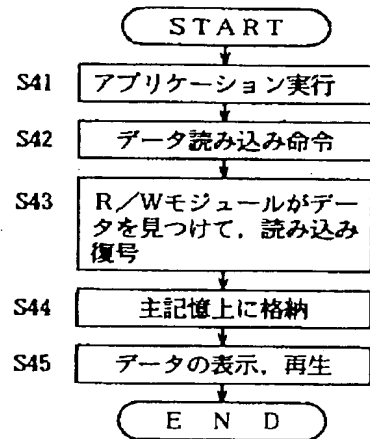 START
S41 アプリケーション実行
S42 データ読み込み命令
S43 R/Wモジュールがデー
タを見つけて，読み込み
復号
S44 主記憶上に格納
S45 データの表示，再生
END